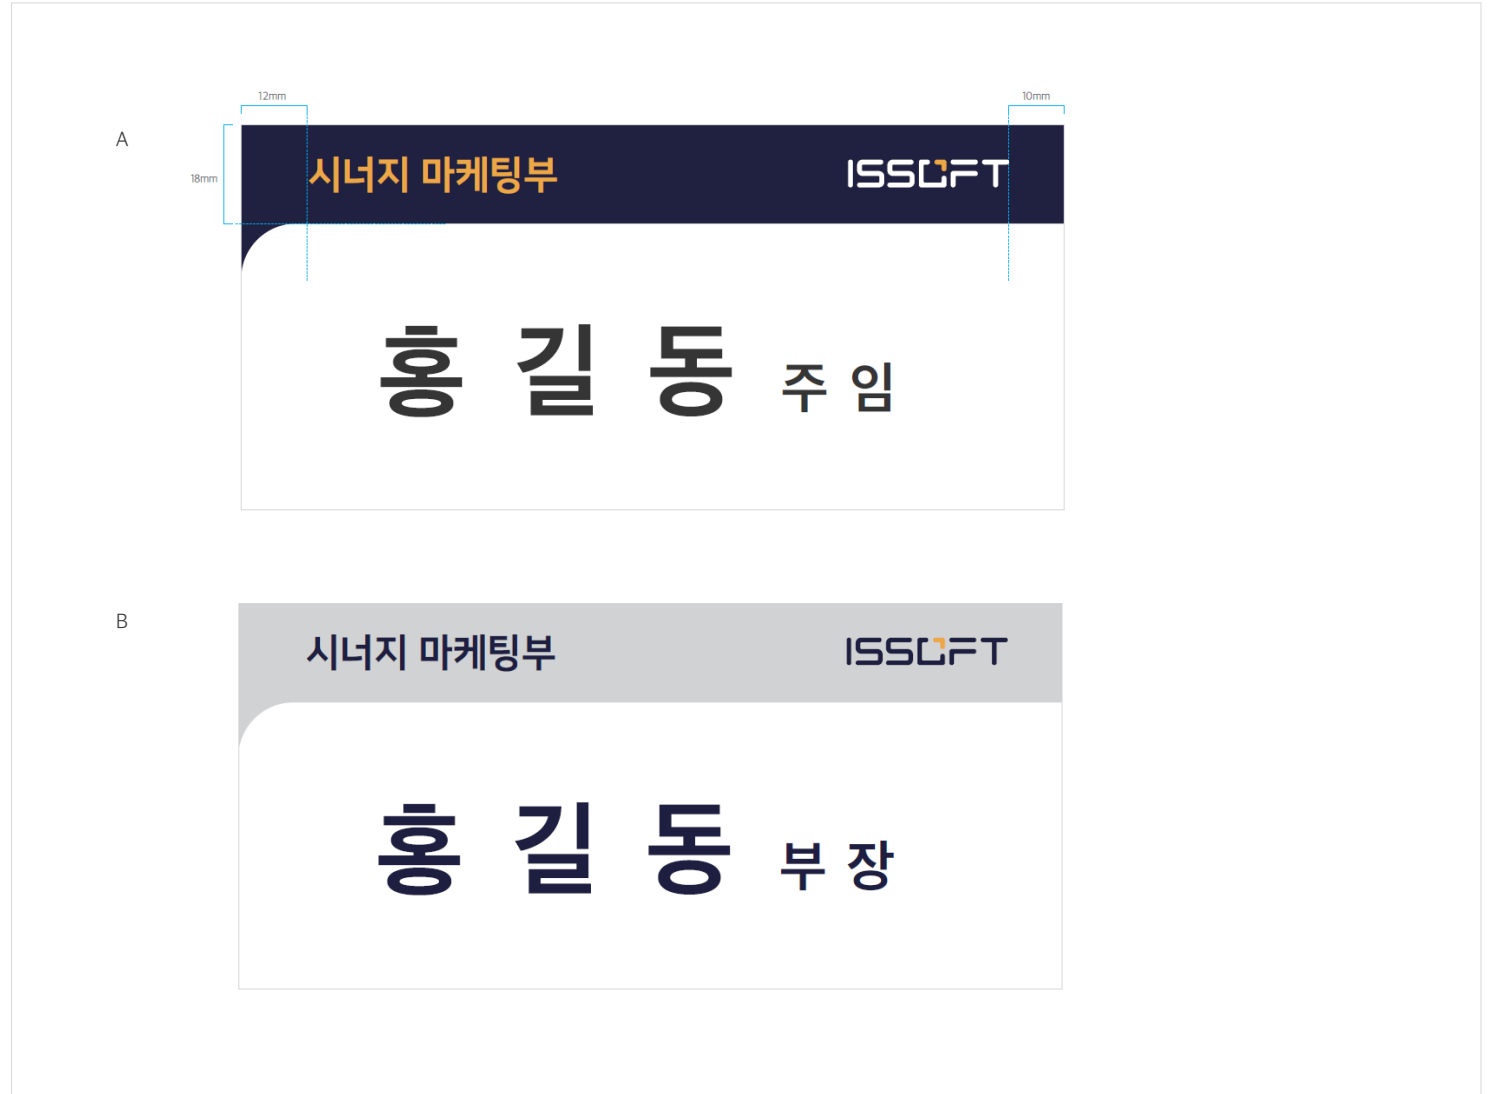 12mm
10mm
A
18mm
시너지 마케팅부
ISSOFT
홍 길 동 주 임
B
시너지 마케팅부
ISSOFT
홍 길 동 부 장